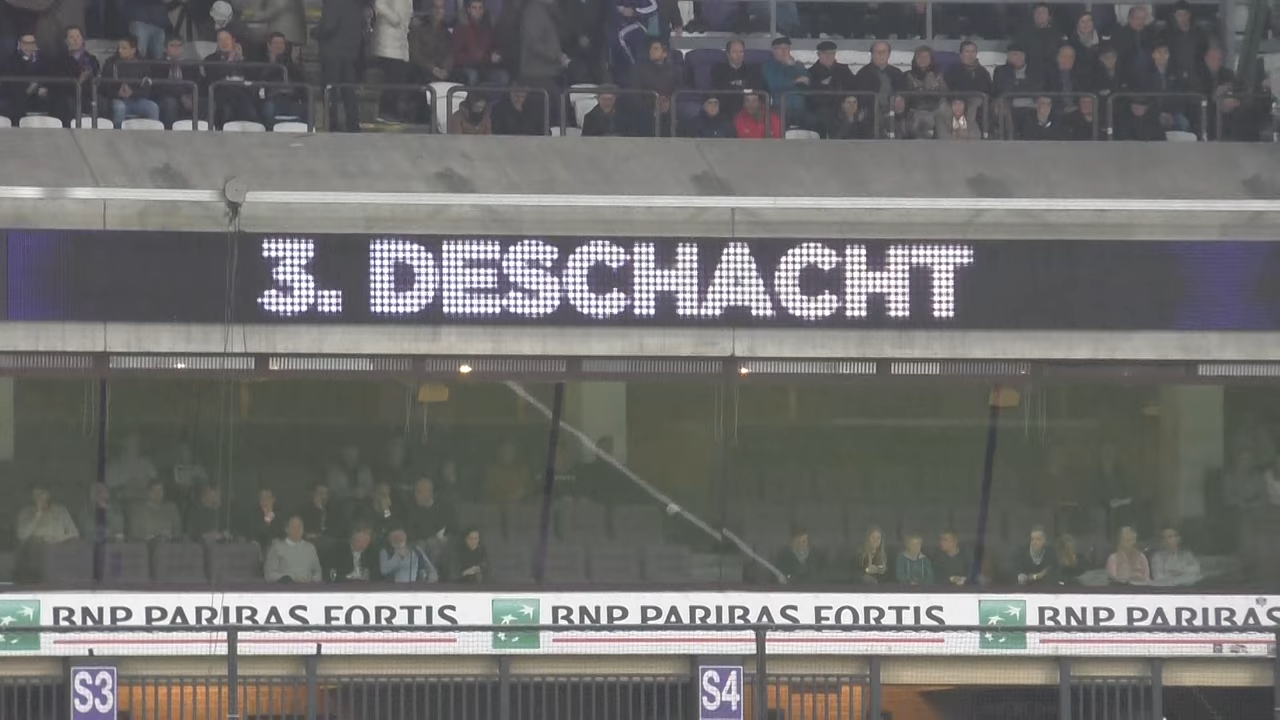 3. DESCHACHT
BNP PARIBAS FORTIS BNP PARIBAS FORTIS BNP PARIBAS
S3 S4